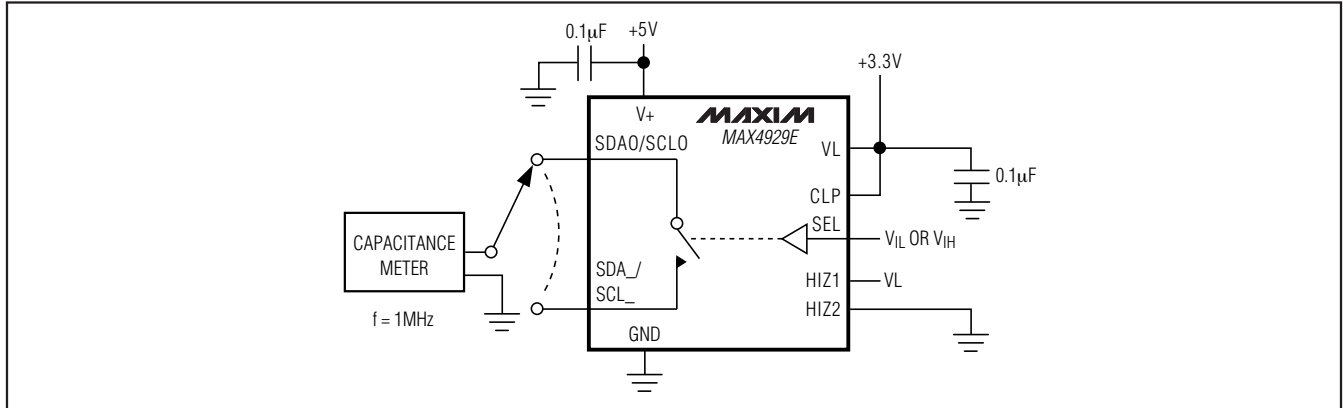 0.1μF
+5V
+3.3V
V+
MAXIM
MAX4929E
SDA0/SCL0
VL
0.1μF
CLP
SEL
VIL OR VIH
CAPACITANCE
METER
SDA_/
SCL_
HIZ1
VL
HIZ2
f = 1MHz
GND